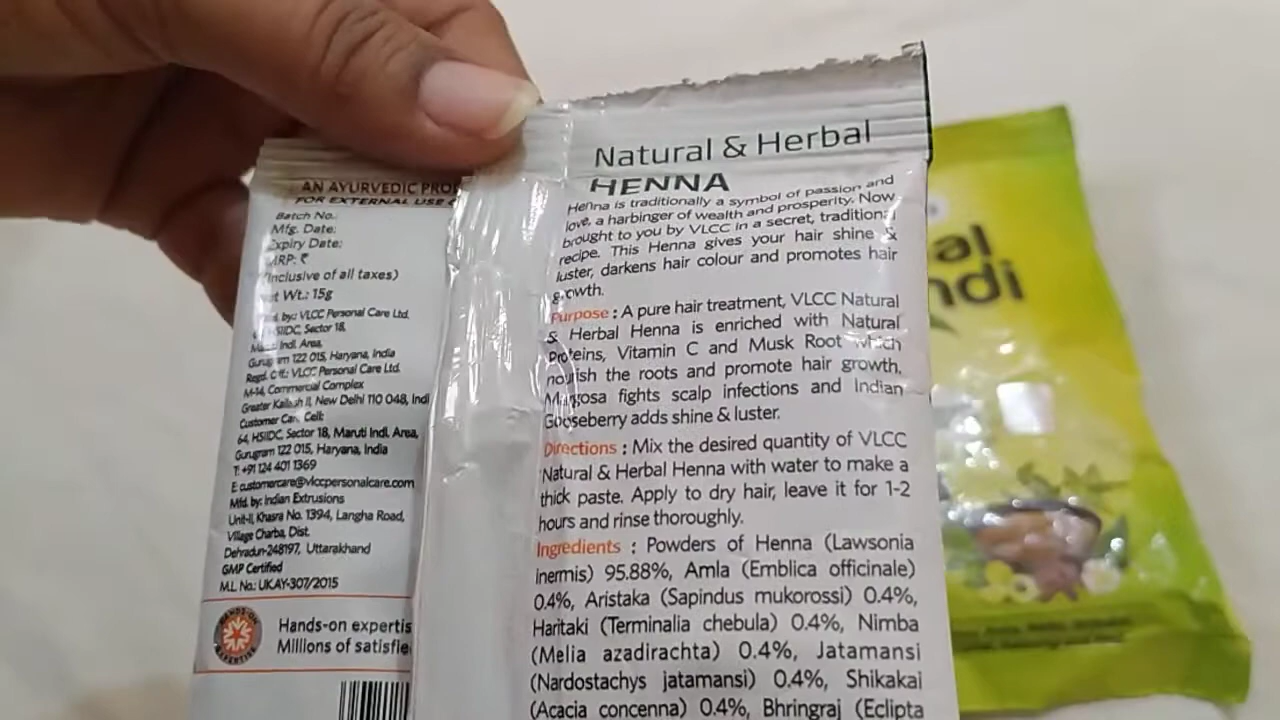 Natural & Herbal
HENNA
Henna is traditionally a symbol of passion and
love, a harbinger of wealth and prosperity. Now
brought to you by VLCC in a secret, traditional
recipe. This Henna gives your hair shine &
luster, darkens hair colour and promotes hair
growth.
Purpose : A pure hair treatment, VLCC Natural
& Herbal Henna is enriched with Natural
Proteins, Vitamin C and Musk Root which
nourish the roots and promote hair growth,
Margosa fights scalp infections and Indian
Gooseberry adds shine & luster.
Directions : Mix the desired quantity of VLCC
Natural & Herbal Henna with water to make a
thick paste. Apply to dry hair, leave it for 1-2
hours and rinse thoroughly.
Ingredients : Powders of Henna (Lawsonia
inermis) 95.88%, Amla (Emblica officinale)
0.4%, Aristaka (Sapindus mukorossi) 0.4%,
Haritaki (Terminalia chebula) 0.4%, Nimba
(Melia azadirachta) 0.4%, Jatamansi
(Nardostachys jatamansi) 0.4%, Shikakai
(Acacia concenna) 0.4%, Bhringraj (Eclipta
AN AYURVEDIC PRO
FOR EXTERNAL USE
Batch No.:
Mfg. Date:
Expiry Date:
MRP: ₹
(Inclusive of all taxes)
Net Wt.: 15g
by: VLCC Personal Care Ltd.
HSIIDC, Sector 18,
Maruti Indl. Area,
Gurugram 122 015, Haryana, India
Regd. Off.: VLCC Personal Care Ltd.
M-14, Commercial Complex
Greater Kailash II, New Delhi 110 048, Indi
Customer Care Cell:
64, HSIIDC, Sector 18, Maruti Indl. Area,
Gurugram 122 015, Haryana, India
T: +91 124 401 1369
E: customercare@vlccpersonalcare.com
Mfd. by: Indian Extrusions
Unit-II, Khasra No. 1394, Langha Road,
Village Charba, Dist.
Dehradun-248197, Uttarakhand
GMP Certified
M.L. No.: UK.AY-307/2015
HANDS-ON EXPERTISE
Hands-on expertis
Millions of satisfie
al
ndi